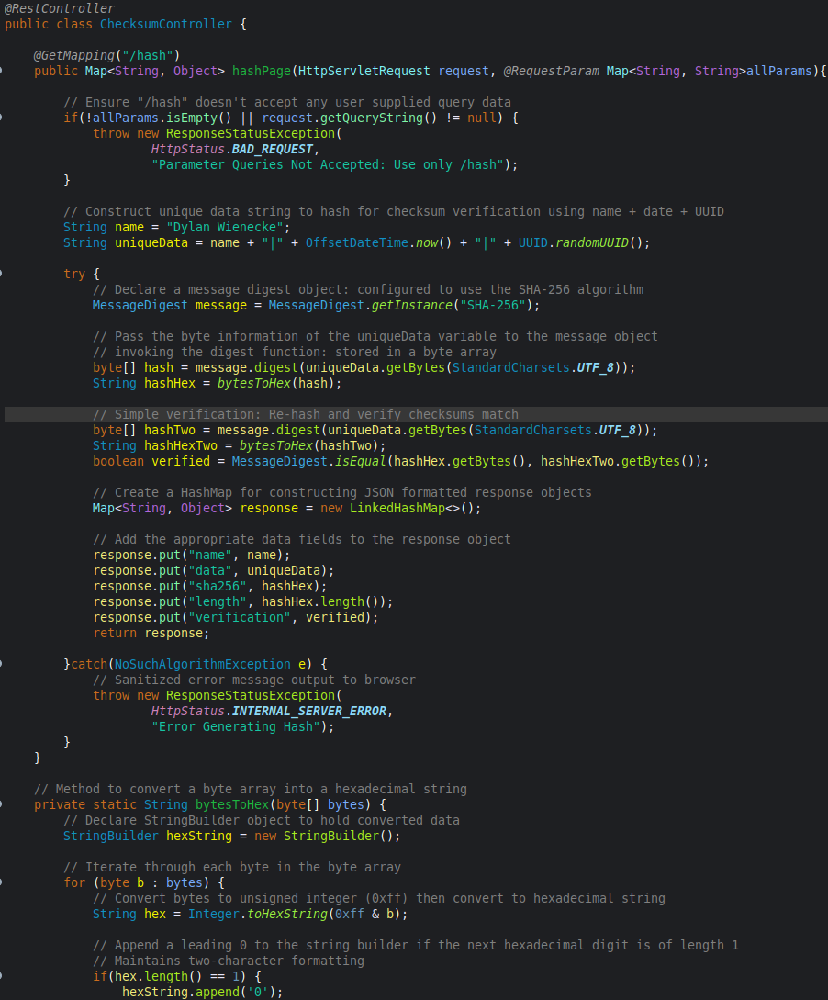 @RestController
public class ChecksumController {
@GetMapping("/hash")
public Map<String, Object> hashPage(HttpServletRequest request, @RequestParam Map<String, String>allParams){
// Ensure "/hash" doesn't accept any user supplied query data
if(!allParams.isEmpty() || request.getQueryString() != null) {
throw new ResponseStatusException(
HttpStatus.BAD_REQUEST,
"Parameter Queries Not Accepted: Use only /hash");
}
// Construct unique data string to hash for checksum verification using name + date + UUID
String name = "Dylan Wienecke";
String uniqueData = name + "|" + OffsetDateTime.now() + "|" + UUID.randomUUID();
try {
// Declare a message digest object: configured to use the SHA-256 algorithm
MessageDigest message = MessageDigest.getInstance("SHA-256");
// Pass the byte information of the uniqueData variable to the message object
// invoking the digest function: stored in a byte array
byte[] hash = message.digest(uniqueData.getBytes(StandardCharsets.UTF_8));
String hashHex = bytesToHex(hash);
// Simple verification: Re-hash and verify checksums match
byte[] hashTwo = message.digest(uniqueData.getBytes(StandardCharsets.UTF_8));
String hashHexTwo = bytesToHex(hashTwo);
boolean verified = MessageDigest.isEqual(hashHex.getBytes(), hashHexTwo.getBytes());
// Create a HashMap for constructing JSON formatted response objects
Map<String, Object> response = new LinkedHashMap<>();
// Add the appropriate data fields to the response object
response.put("name", name);
response.put("data", uniqueData);
response.put("sha256", hashHex);
response.put("length", hashHex.length());
response.put("verification", verified);
return response;
}catch(NoSuchAlgorithmException e) {
// Sanitized error message output to browser
throw new ResponseStatusException(
HttpStatus.INTERNAL_SERVER_ERROR,
"Error Generating Hash");
}
}
// Method to convert a byte array into a hexadecimal string
private static String bytesToHex(byte[] bytes) {
// Declare StringBuilder object to hold converted data
StringBuilder hexString = new StringBuilder();
// Iterate through each byte in the byte array
for (byte b : bytes) {
// Convert bytes to unsigned integer (0xff) then convert to hexadecimal string
String hex = Integer.toHexString(0xff & b);
// Append a leading 0 to the string builder if the next hexadecimal digit is of length 1
// Maintains two-character formatting
if(hex.length() == 1) {
hexString.append('0');